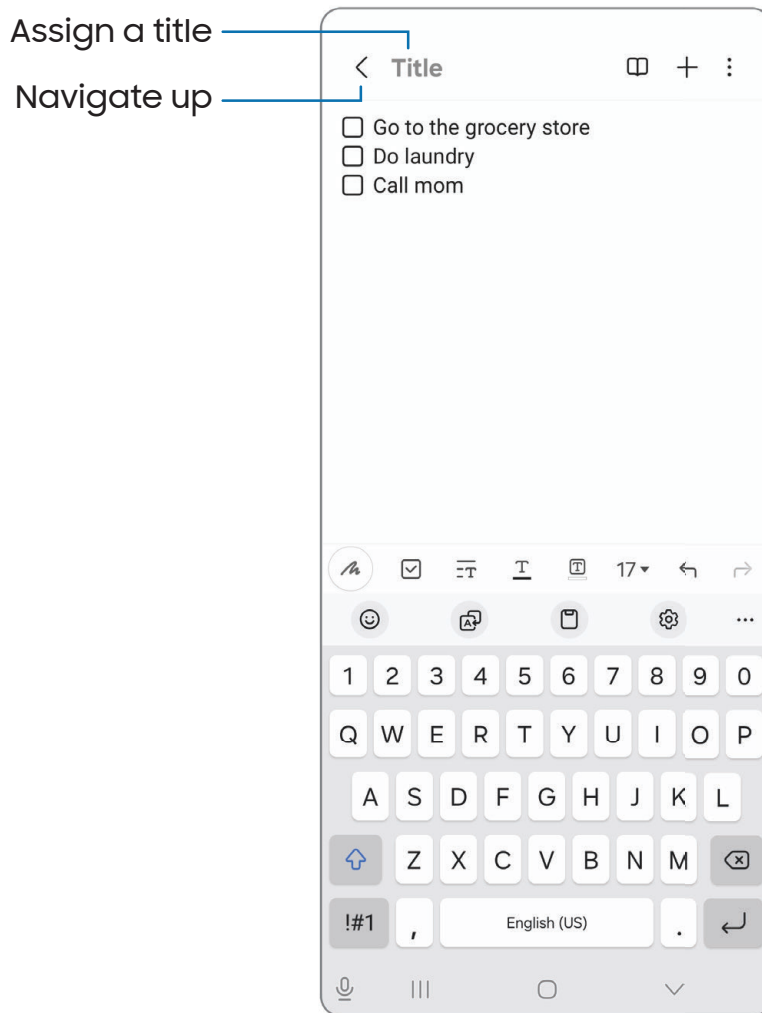 Assign a title
Title
Navigate up
Go to the grocery store
Do laundry
Call mom
T T T 17
A
1 2 3 4 5 6 7 8 9 0
Q W E R T Y U I O P
A S D F G H J K L
Z X C V B N M
!#1 , English (US) .